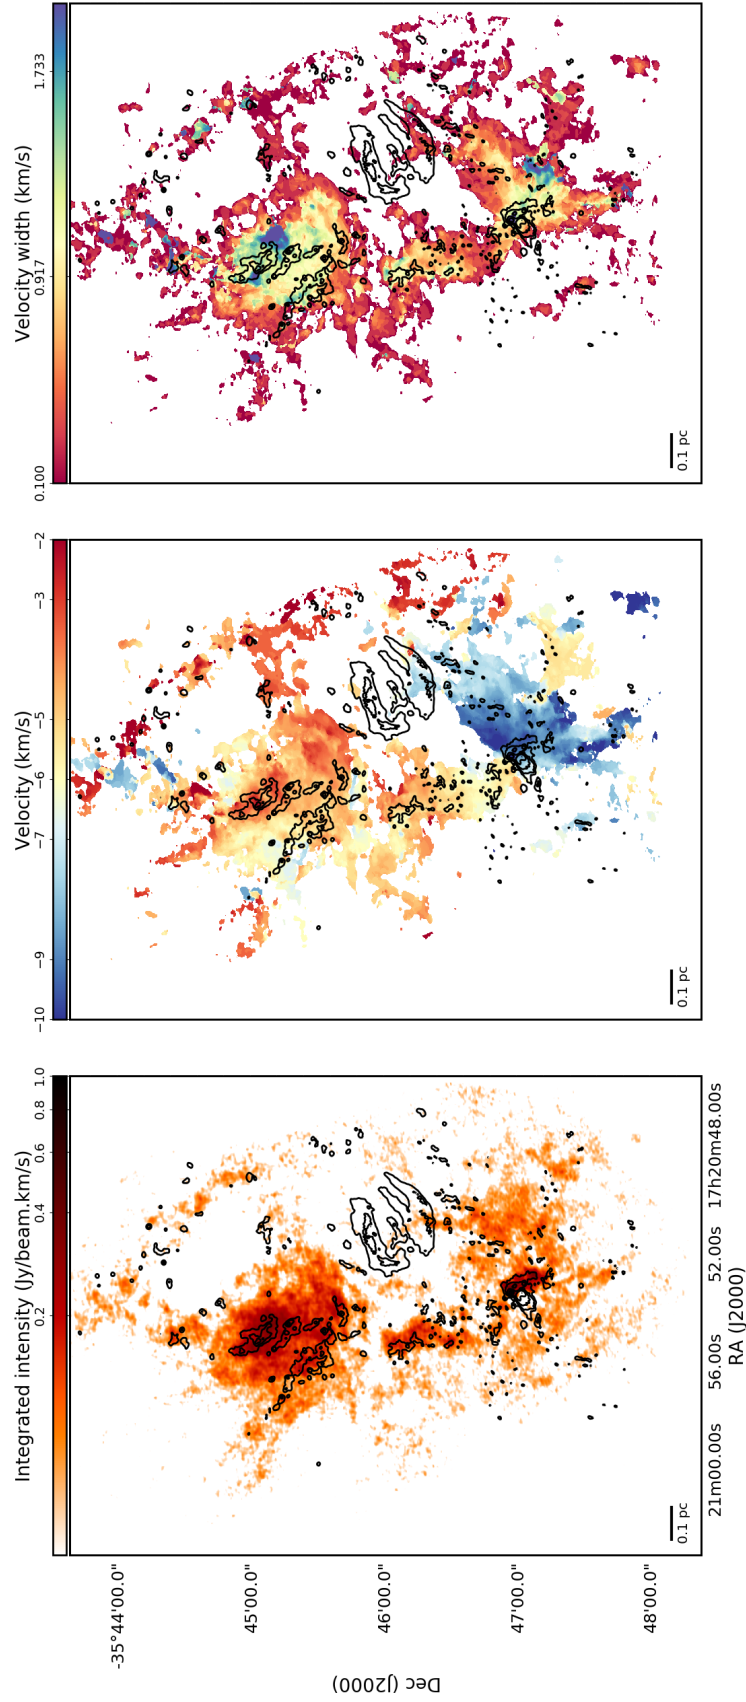 Integrated intensity (Jy/beam.km/s)
0.2 0.4 0.6 0.8 1.0
Velocity (km/s)
−10 −9 −7 −6 −5 −3 −2
Velocity width (km/s)
0.100 0.917 1.733
Dec (J2000)
-35°44'00.0"
45'00.0"
46'00.0"
47'00.0"
48'00.0"
0.1 pc
0.1 pc
0.1 pc
21m00.00s 56.00s 52.00s 17h20m48.00s
RA (J2000)